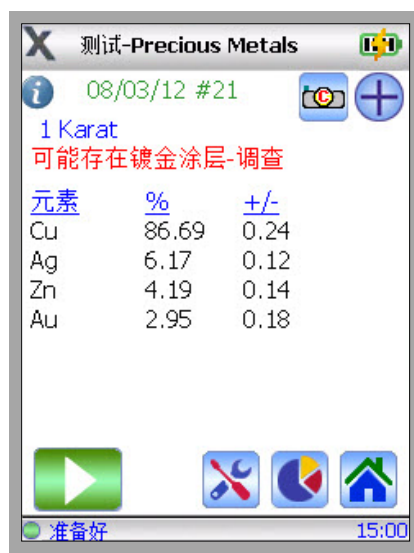 测试-Precious Metals
08/03/12 #21
1 Karat
可能存在镀金涂层-调查
元素 % +/-
Cu 86.69 0.24
Ag 6.17 0.12
Zn 4.19 0.14
Au 2.95 0.18
准备好 15:00